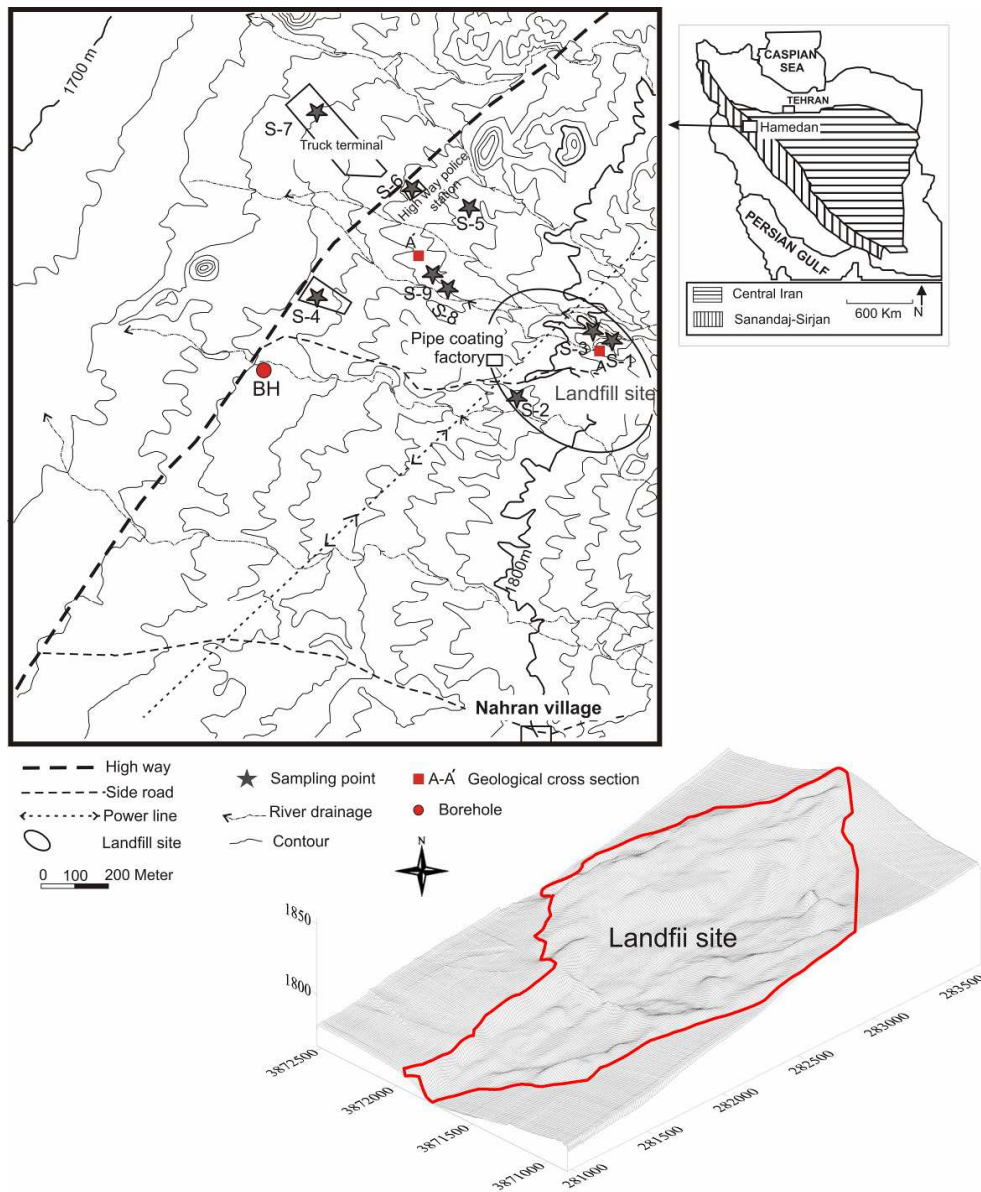 1700 m
S-7
Truck terminal
S-6
High way police
station
S-5
A'
S-9
S-8
S-4
Pipe coating
factory
S-3
S-1
A
Landfill site
S-2
BH
1800m
Nahran village
CASPIAN
SEA
TEHRAN
Hamedan
PERSIAN GULF
Central Iran
Sanandaj-Sirjan
600 Km
N
High way
Side road
Power line
Landfill site
0 100 200 Meter
Sampling point
River drainage
Contour
A-A' Geological cross section
Borehole
N
1850
1800
Landfii site
3872500
3872000
3871500
3871000
281000
281500
282000
282500
283000
283500